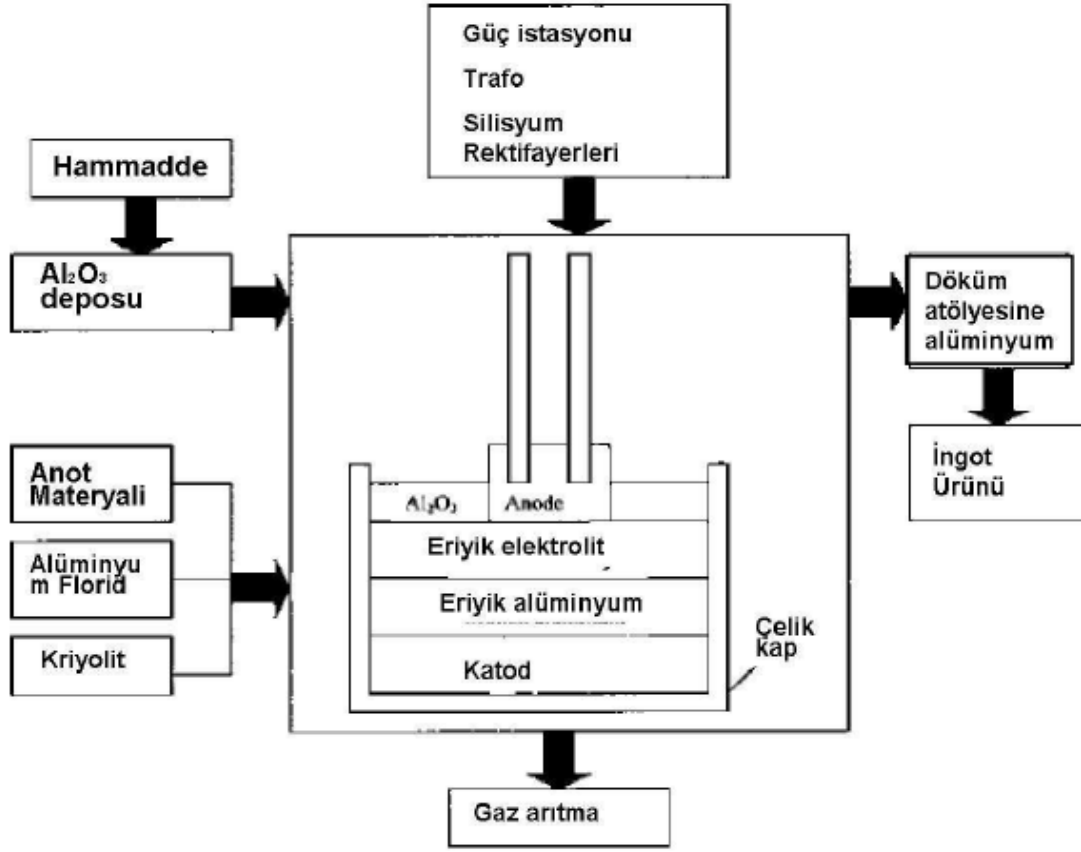 Güç istasyonu
Trafo
Silisyum
Rektifayerleri
Hammadde
Al₂O₃
deposu
Döküm
atölyesine
alüminyum
İngot
Ürünü
Anot
Materyali
Alüminyu
m Florid
Kriyolit
Al₂O₃
Anode
Eriyik elektrolit
Eriyik alüminyum
Katod
Çelik
kap
Gaz arıtma